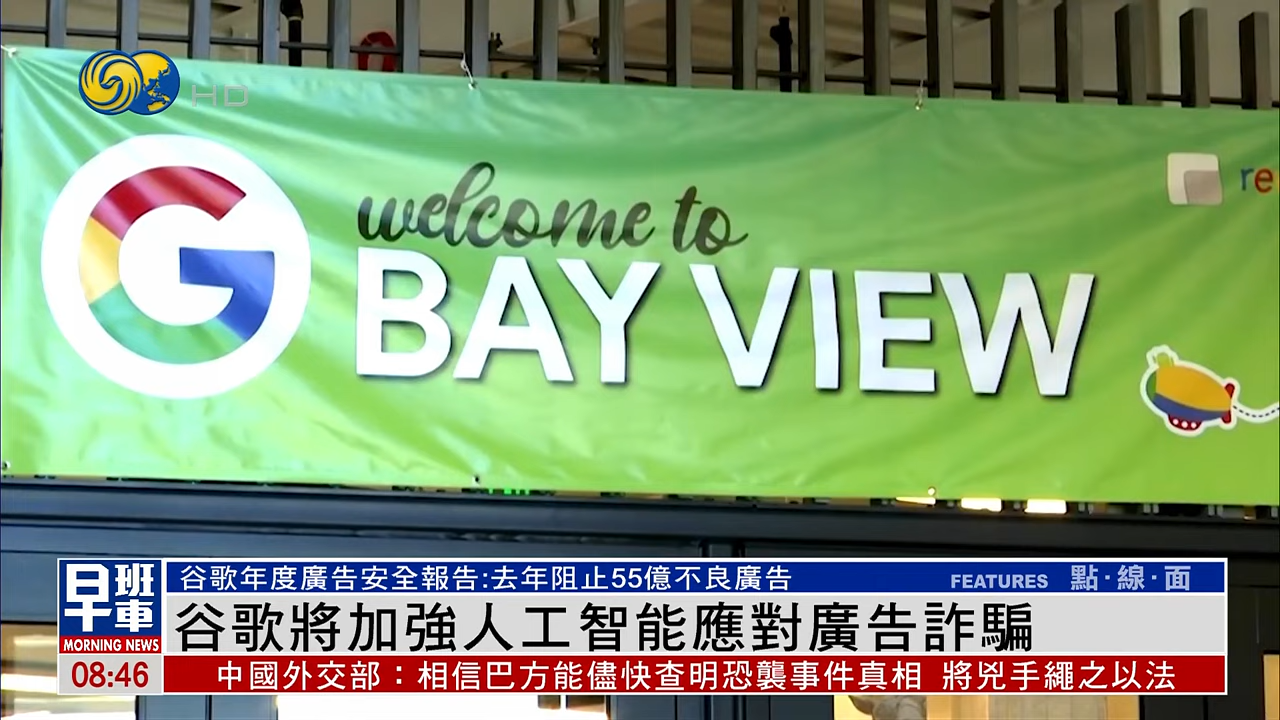 HD
G
welcome to
BAY VIEW
re
早班車
MORNING NEWS
谷歌年度廣告安全報告:去年阻止55億不良廣告
FEATURES 點·線·面
谷歌將加強人工智能應對廣告詐騙
08:46
中國外交部：相信巴方能儘快查明恐襲事件真相 將兇手繩之以法